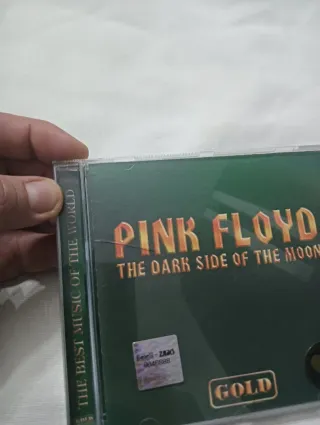 THE BEST MUSIC OF THE WORLD
PINK FLOYD
THE DARK SIDE OF THE MOON
GOLD